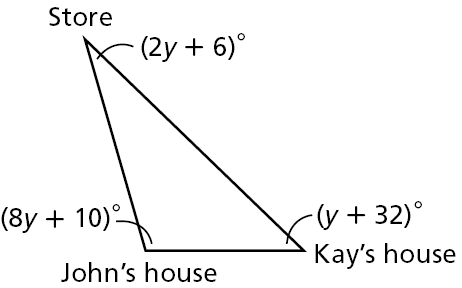 Store
(2y + 6)°
(8y + 10)°
(y + 32)°
Kay's house
John's house